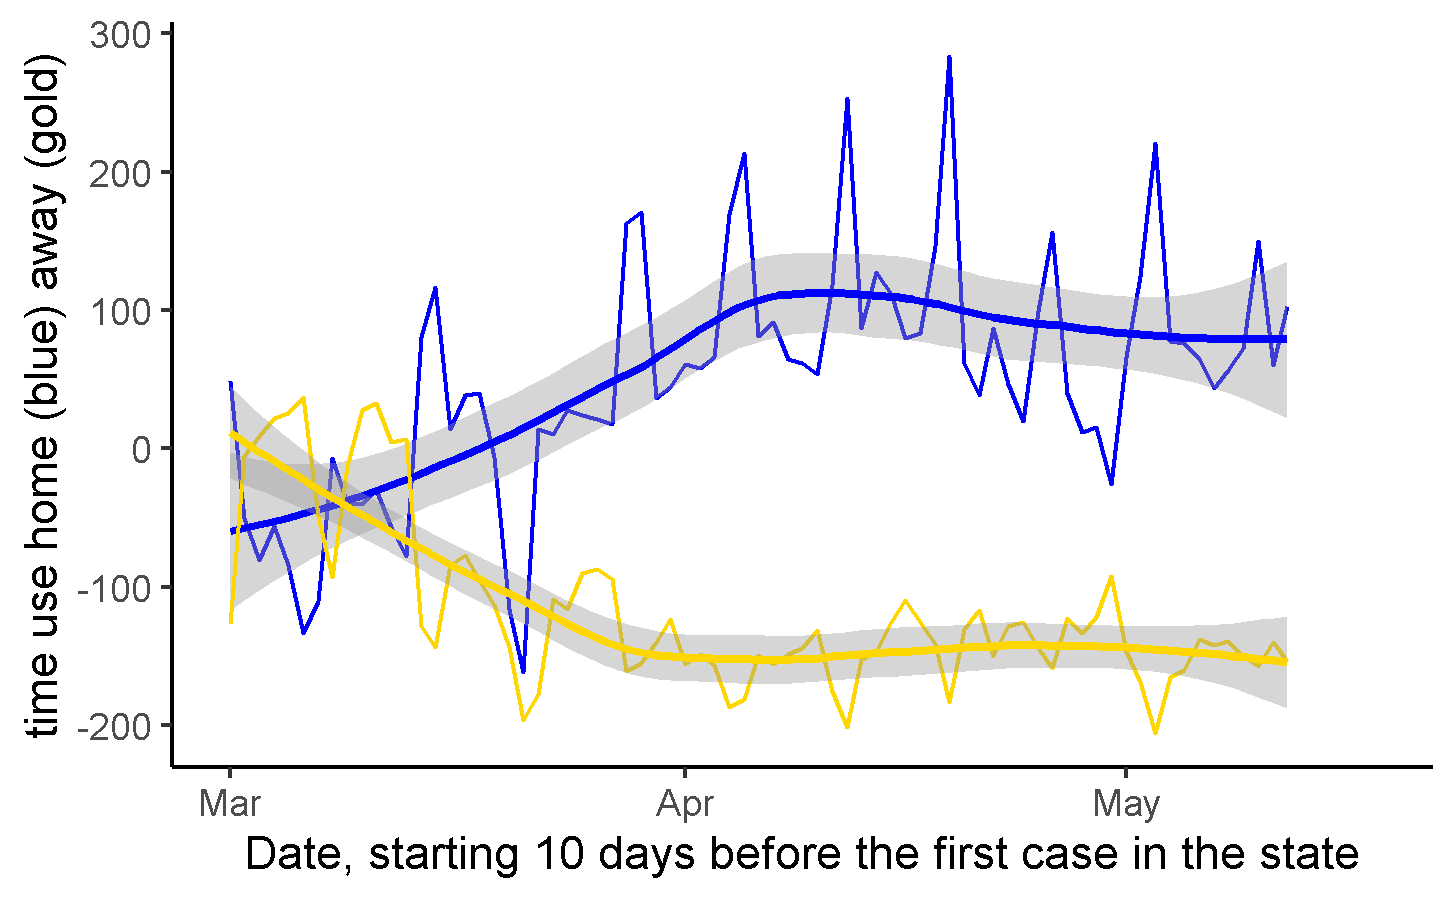 time use home (blue) away (gold)
300
200
100
0
-100
-200
Mar
Apr
May
Date, starting 10 days before the first case in the state